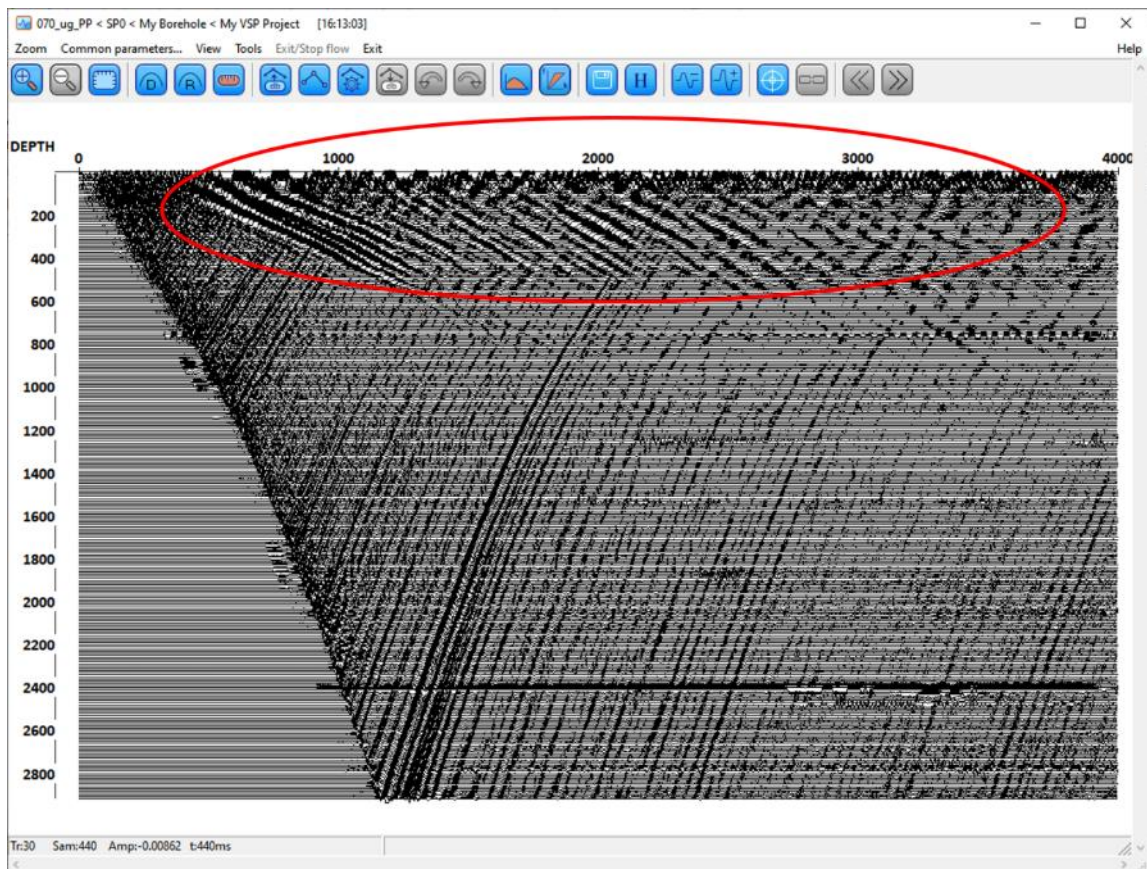 070_ug_PP < SP0 < My Borehole < My VSP Project [16:13:03]
Zoom Common parameters... View Tools Exit/Stop flow Exit Help
D R H
DEPTH 0 1000 2000 3000 4000
200
400
600
800
1000
1200
1400
1600
1800
2000
2200
2400
2600
2800
Tr:30 Sam:440 Amp:-0.00862 t:440ms